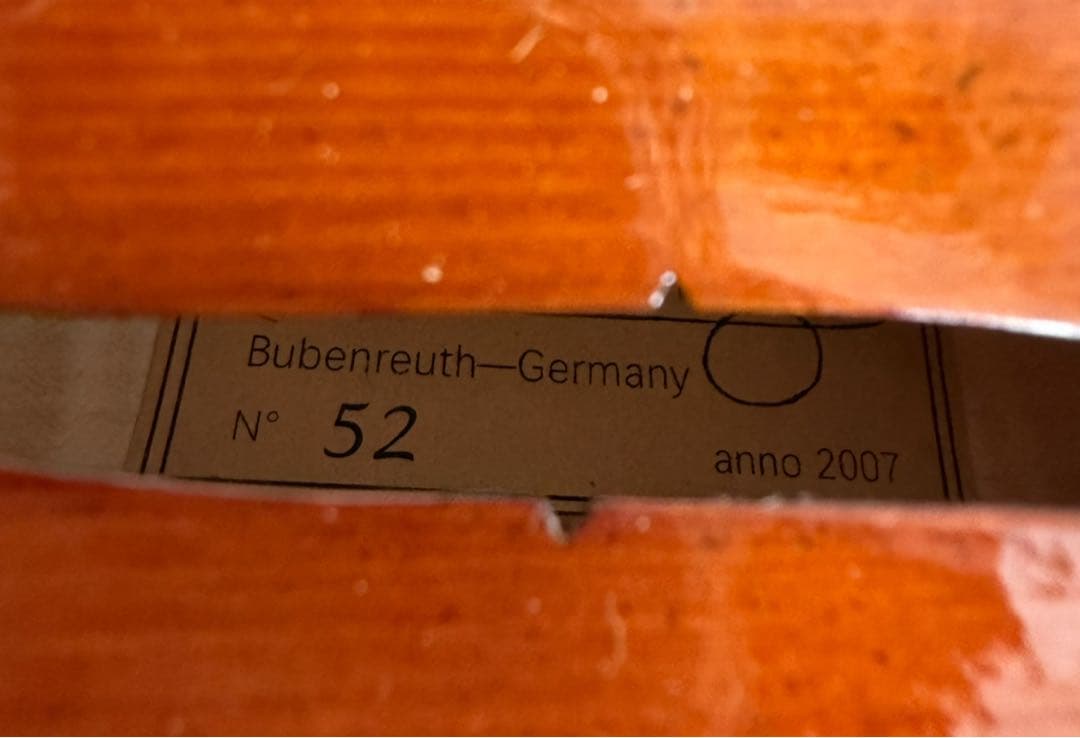 Bubenreuth—Germany
N° 52
anno 2007